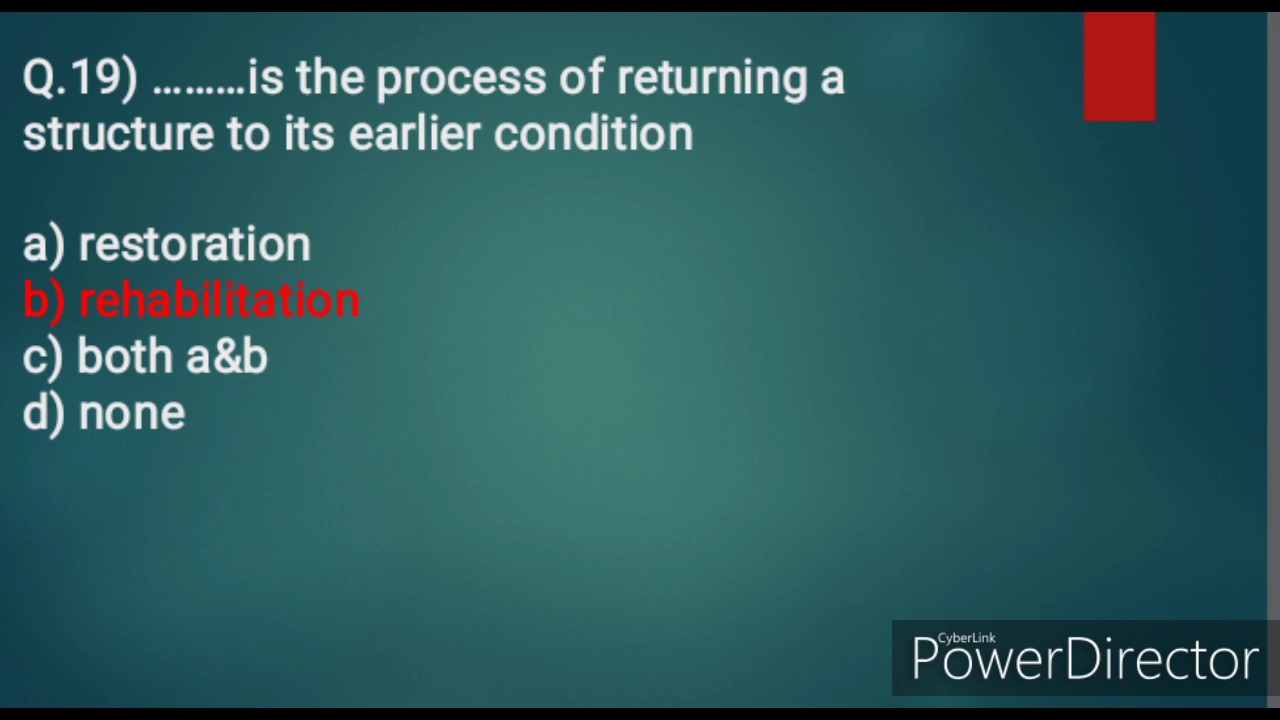 Q.19) .........is the process of returning a
structure to its earlier condition
a) restoration
b) rehabilitation
c) both a&b
d) none
CyberLink
PowerDirector